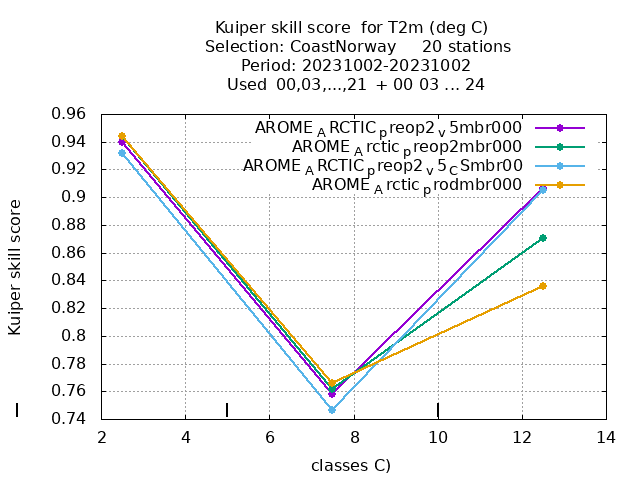 Kuiper skill score  for T2m (deg C)
Selection: CoastNorway     20 stations
Period: 20231002-20231002
Used  00,03,...,21  + 00 03 ... 24
0.96
0.94
0.92
0.9
0.88
0.86
0.84
0.82
0.8
0.78
0.76
0.74
Kuiper skill score
AROME_ARCTIC_preop2_v5mbr000
AROME_Arctic_preop2mbr000
AROME_ARCTIC_preop2_v5_CSmbr00
AROME_Arctic_prodmbr000
2 4 6 8 10 12 14
classes C)